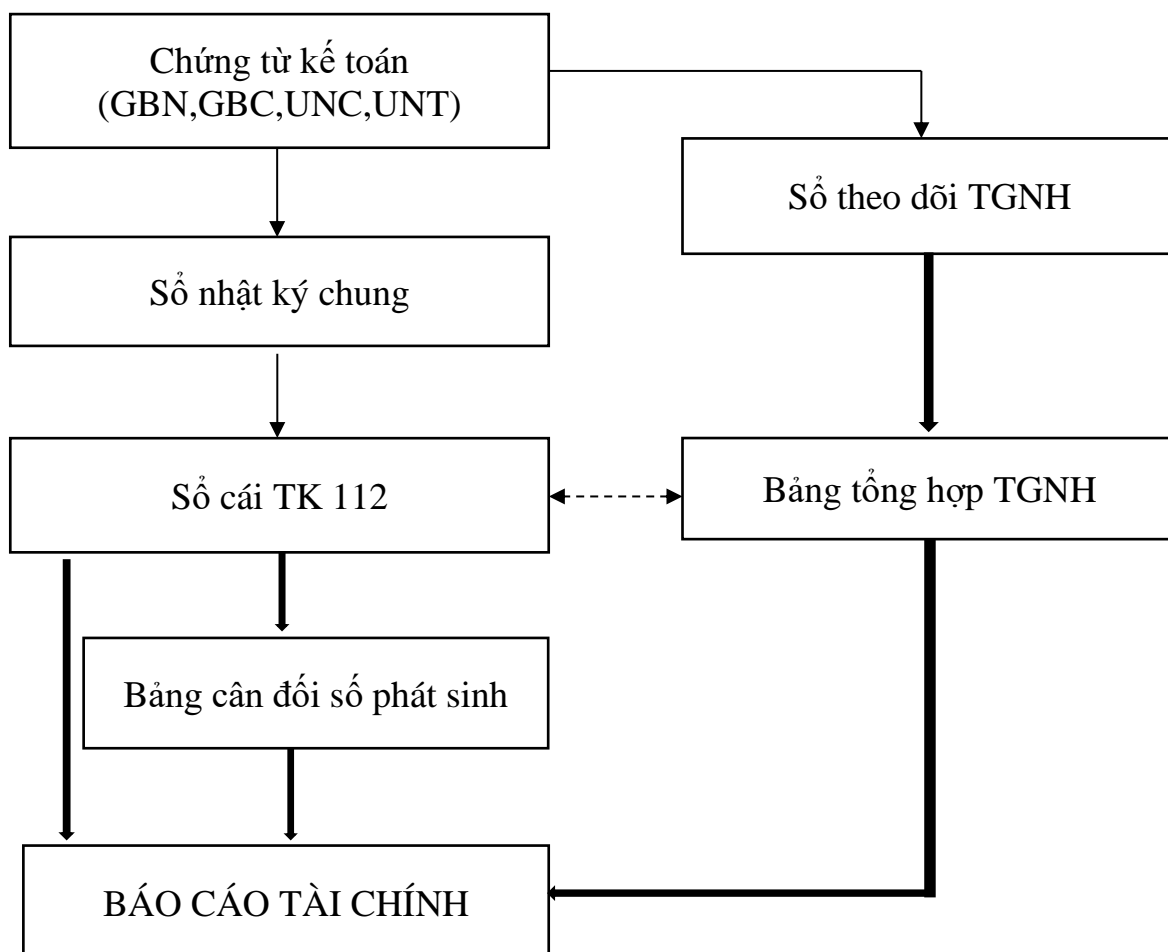 Chứng từ kế toán
(GBN,GBC,UNC,UNT)
Sổ theo dõi TGNH
Sổ nhật ký chung
Sổ cái TK 112
Bảng tổng hợp TGNH
Bảng cân đối số phát sinh
BÁO CÁO TÀI CHÍNH